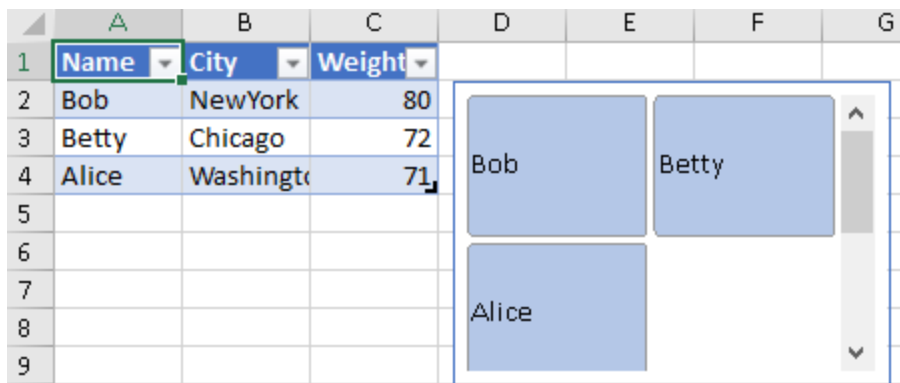 A B C D E F G
1 Name City Weight
2 Bob NewYork 80
3 Betty Chicago 72
4 Alice Washingt 71
5
6
7
8
9
Bob Betty
Alice